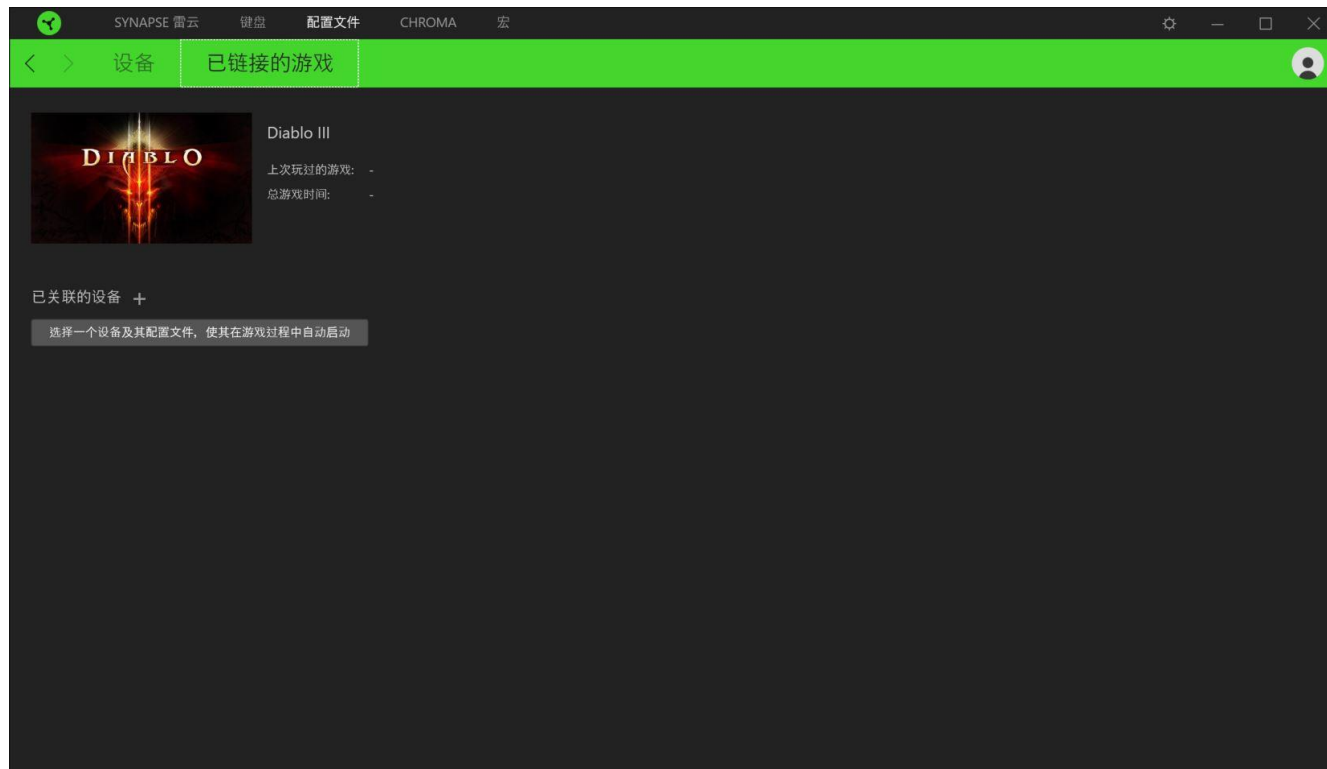 SYNAPSE 雷云 键盘 配置文件 CHROMA 宏
设备 已链接的游戏
DIABLO
Diablo III
上次玩过的游戏: -
总游戏时间: -
已关联的设备 +
选择一个设备及其配置文件，使其在游戏过程中自动启动